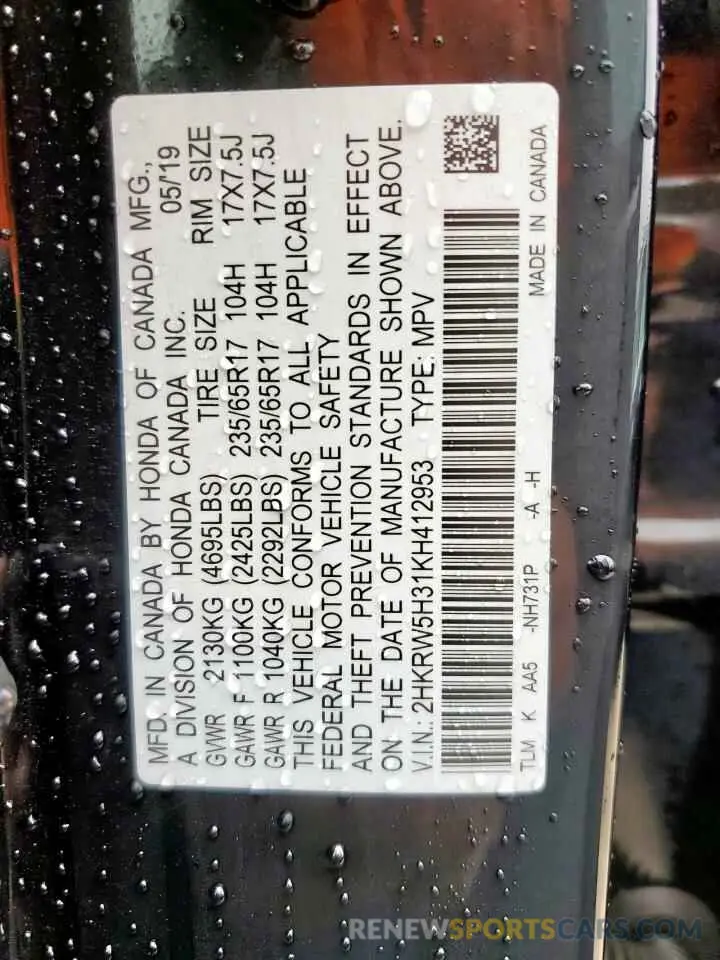 MFD. IN CANADA BY HONDA OF CANADA MFG.,
A DIVISION OF HONDA CANADA INC. 05/19
GVWR 2130KG (4695LBS) TIRE SIZE RIM SIZE
GAWR F 1100KG (2425LBS) 235/65R17 104H 17X7.5J
GAWR R 1040KG (2292LBS) 235/65R17 104H 17X7.5J
THIS VEHICLE CONFORMS TO ALL APPLICABLE
FEDERAL MOTOR VEHICLE SAFETY
AND THEFT PREVENTION STANDARDS IN EFFECT
ON THE DATE OF MANUFACTURE SHOWN ABOVE.
V.I.N.: 2HKRW5H31KH412953 TYPE: MPV
TLM K AA5 -NH731P -A -H MADE IN CANADA
RENEWSPORTSCARS.COM